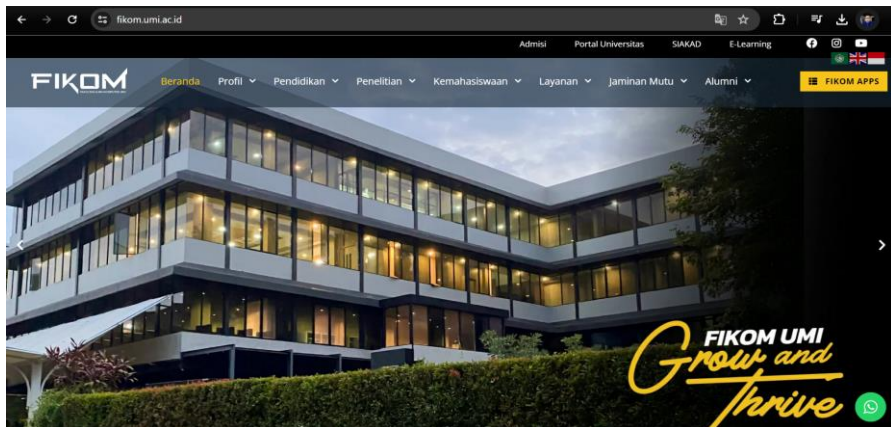 fikom.umi.ac.id
Admisi Portal Universitas SIAKAD E-Learning
FIKOM Beranda Profil Pendidikan Penelitian Kemahasiswaan Layanan Jaminan Mutu Alumni FIKOM APPS
FIKOM UMI
Grow and
Thrive